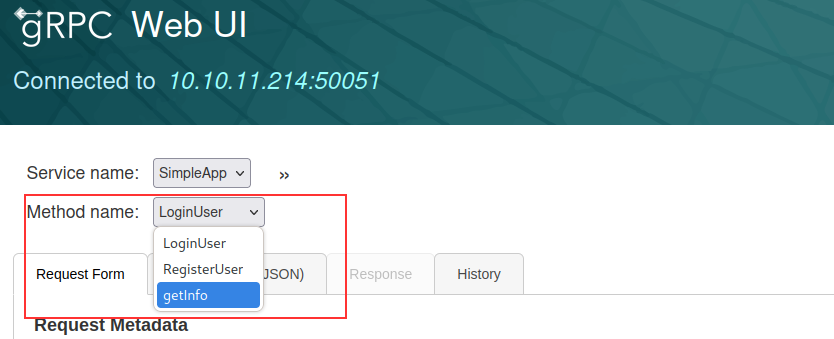 gRPC Web UI
Connected to 10.10.11.214:50051
Service name: SimpleApp »
Method name: LoginUser
LoginUser
RegisterUser
getInfo
Request Form JSON) Response History
Request Metadata